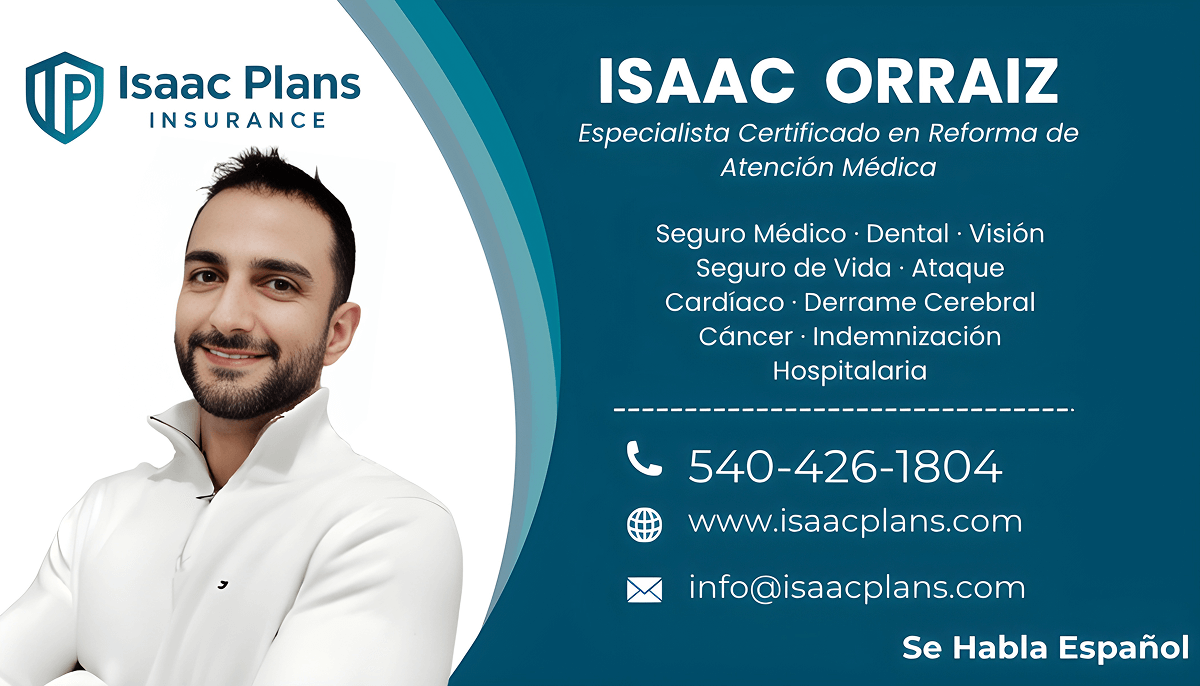 IP
Isaac Plans
INSURANCE
ISAAC ORRAIZ
Especialista Certificado en Reforma de
Atención Médica
Seguro Médico · Dental · Visión
Seguro de Vida · Ataque
Cardíaco · Derrame Cerebral
Cáncer · Indemnización
Hospitalaria
540-426-1804
www.isaacplans.com
info@isaacplans.com
Se Habla Español